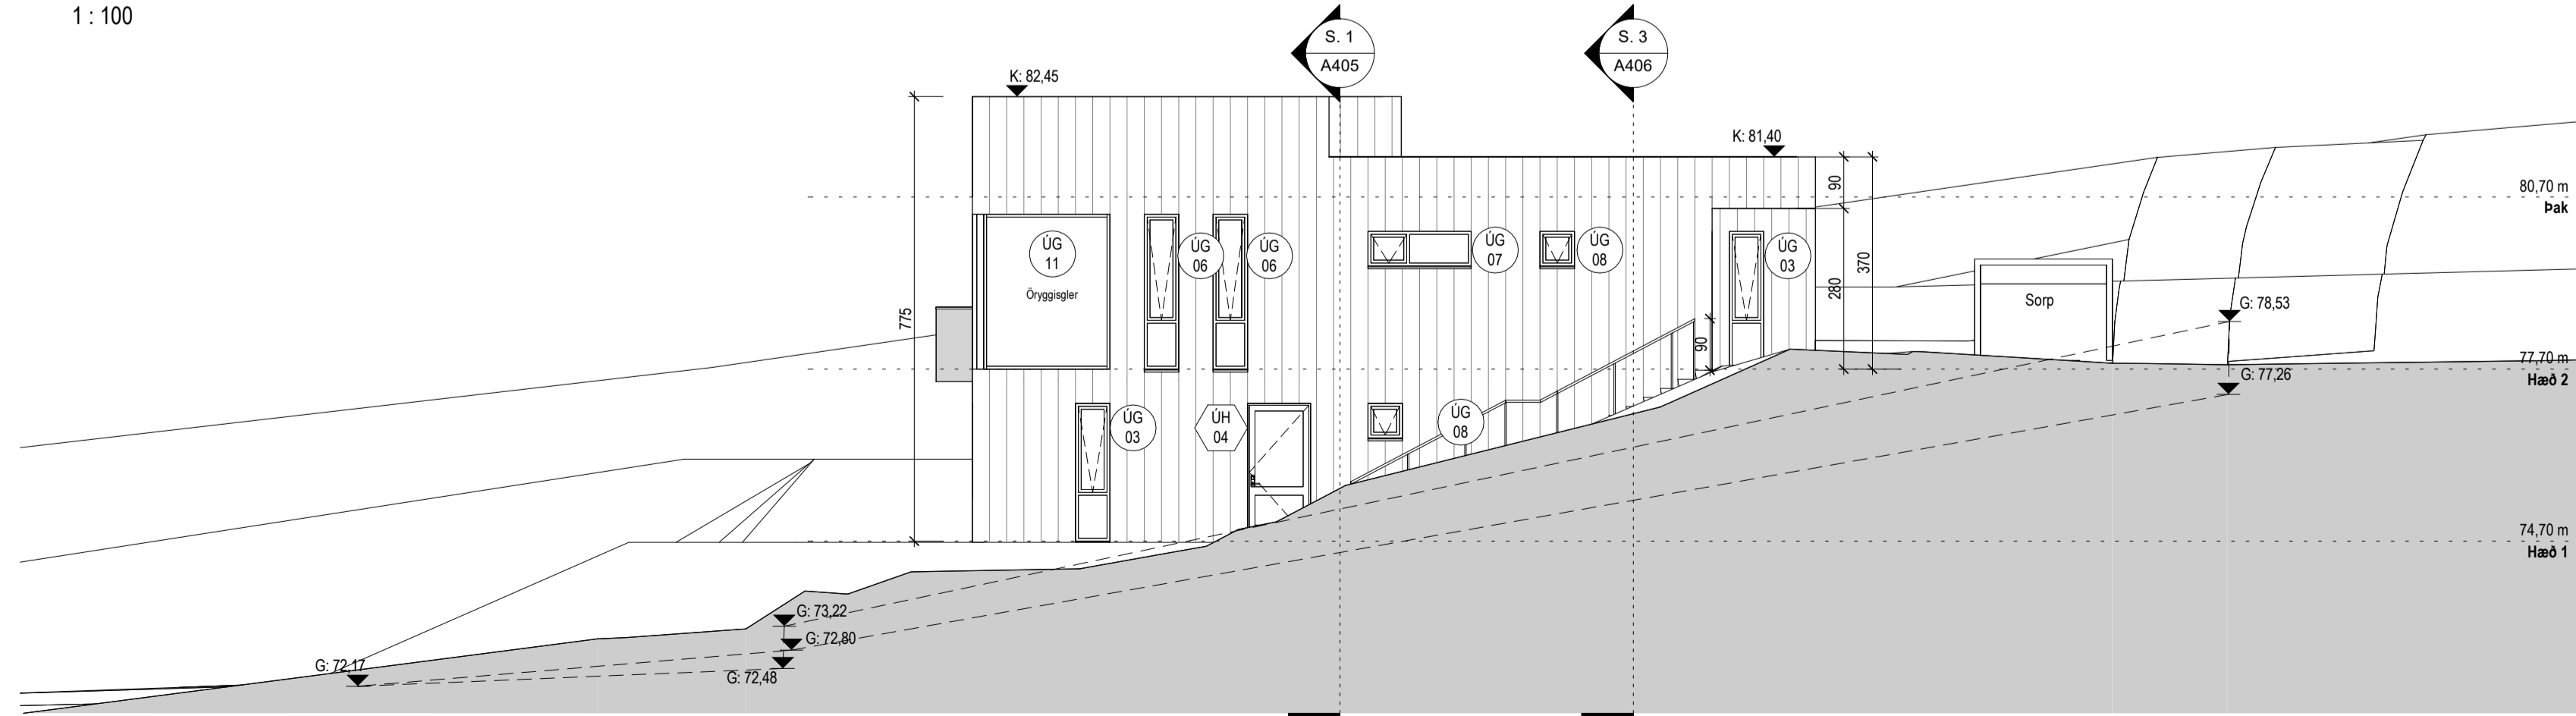 1 : 100
S. 1
A405
S. 3
A406
K: 82,45
K: 81,40
90
80,70 m
Þak
ÚG
11
Öryggisgler
ÚG
06
ÚG
06
ÚG
07
ÚG
08
ÚG
03
280
370
775
Sorp
G: 78,53
90
77,70 m
Hæð 2
G: 77,26
ÚG
03
ÚH
04
ÚG
08
74,70 m
Hæð 1
G: 73,22
G: 72,80
G: 72,17
G: 72,48